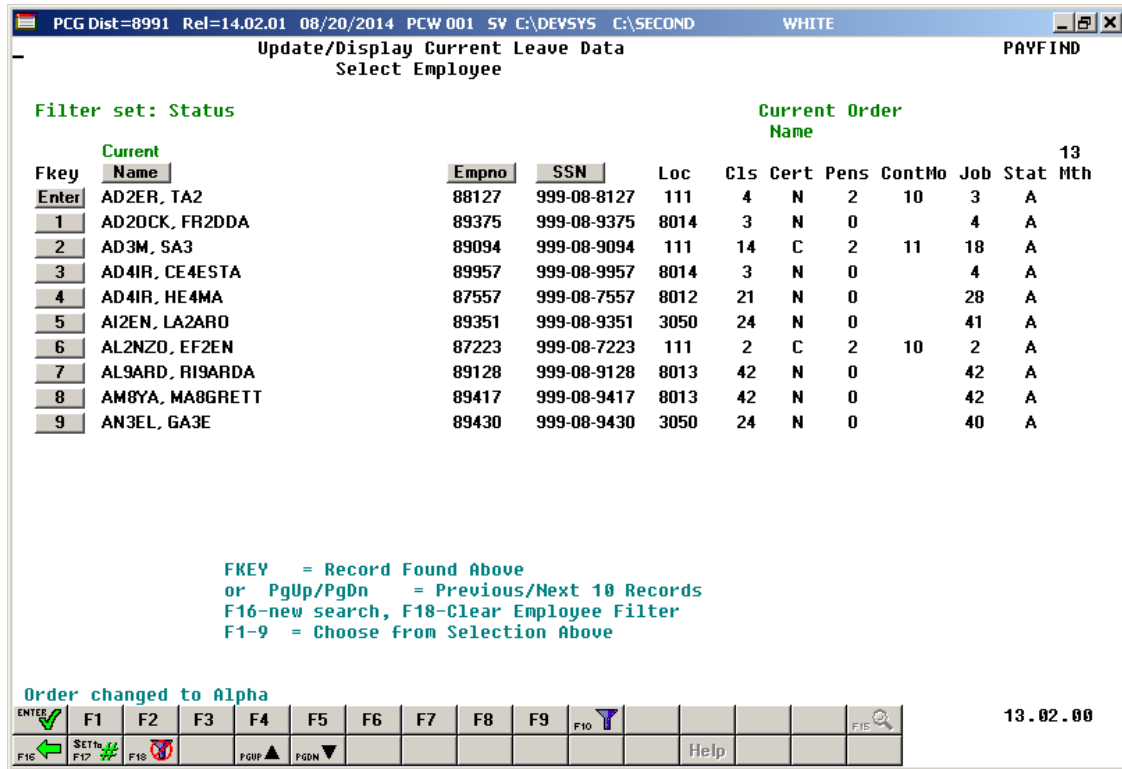 PCG Dist=8991 Rel=14.02.01 08/20/2014 PCW 001 SV C:\DEVSYS C:\SECOND WHITE
Update/Display Current Leave Data PAYFIND
Select Employee
Filter set: Status Current Order
Name
Current 13
Fkey Name Empno SSN Loc Cls Cert Pens ContMo Job Stat Mth
Enter AD2ER, TA2 88127 999-08-8127 111 4 N 2 10 3 A
1 AD2OCK, FR2DDA 89375 999-08-9375 8014 3 N 0 4 A
2 AD3M, SA3 89094 999-08-9094 111 14 C 2 11 18 A
3 AD4IR, CE4ESTA 89957 999-08-9957 8014 3 N 0 4 A
4 AD4IR, HE4MA 87557 999-08-7557 8012 21 N 0 28 A
5 AI2EN, LA2ARO 89351 999-08-9351 3050 24 N 0 41 A
6 AL2NZO, EF2EN 87223 999-08-7223 111 2 C 2 10 2 A
7 AL9ARD, RI9ARDA 89128 999-08-9128 8013 42 N 0 42 A
8 AM8YA, MA8GRETT 89417 999-08-9417 8013 42 N 0 42 A
9 AN3EL, GA3E 89430 999-08-9430 3050 24 N 0 40 A
FKEY = Record Found Above
or PgUp/PgDn = Previous/Next 10 Records
F16-new search, F18-Clear Employee Filter
F1-9 = Choose from Selection Above
Order changed to Alpha
ENTER F1 F2 F3 F4 F5 F6 F7 F8 F9 F10 F15 13.02.00
F16 SETto F17 # F18 PGUP PGDN Help